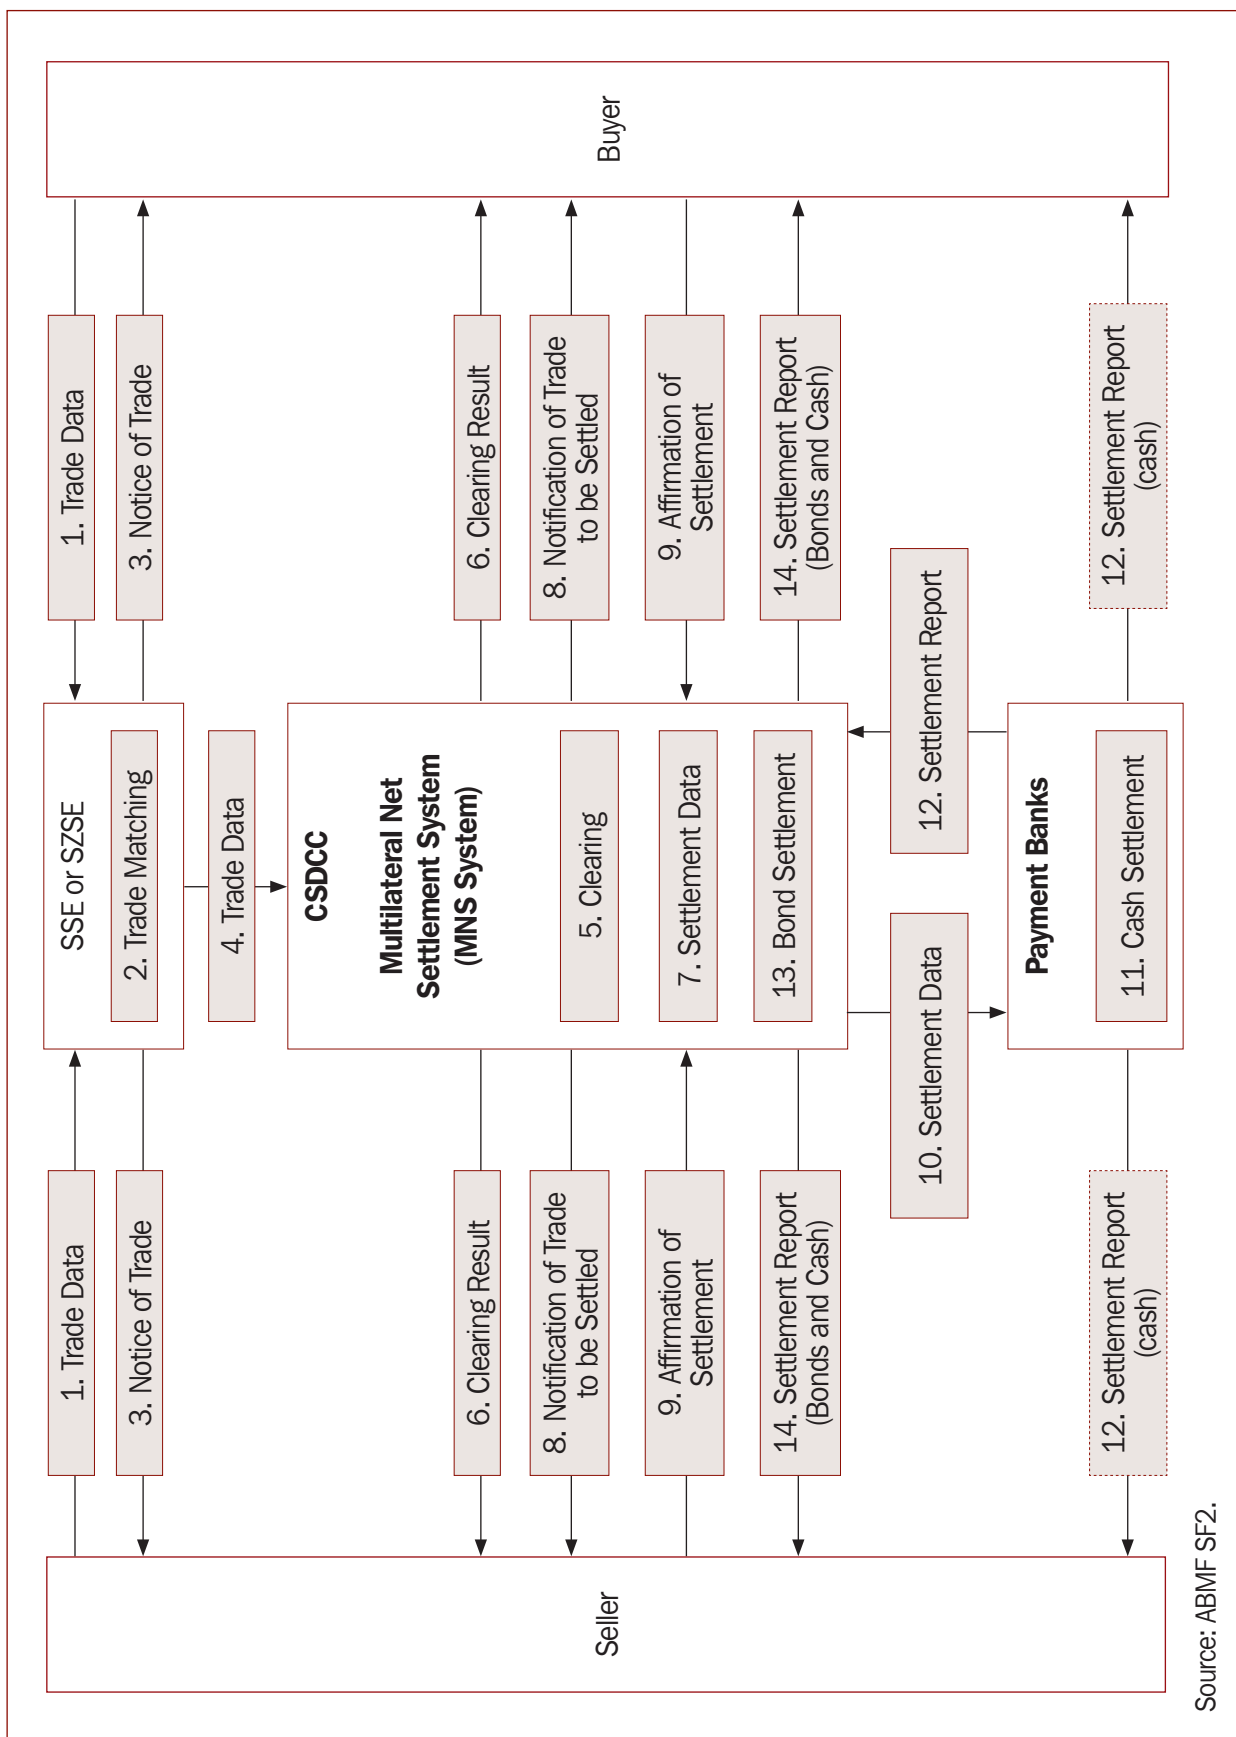 Seller
Buyer
SSE or SZSE
1. Trade Data
1. Trade Data
2. Trade Matching
3. Notice of Trade
3. Notice of Trade
4. Trade Data
CSDCC
Multilateral Net
Settlement System
(MNS System)
5. Clearing
6. Clearing Result
6. Clearing Result
7. Settlement Data
8. Notification of Trade
to be Settled
8. Notification of Trade
to be Settled
9. Affirmation of
Settlement
9. Affirmation of
Settlement
13. Bond Settlement
14. Settlement Report
(Bonds and Cash)
14. Settlement Report
(Bonds and Cash)
10. Settlement Data
12. Settlement Report
Payment Banks
11. Cash Settlement
12. Settlement Report
(cash)
12. Settlement Report
(cash)
Source: ABMF SF2.